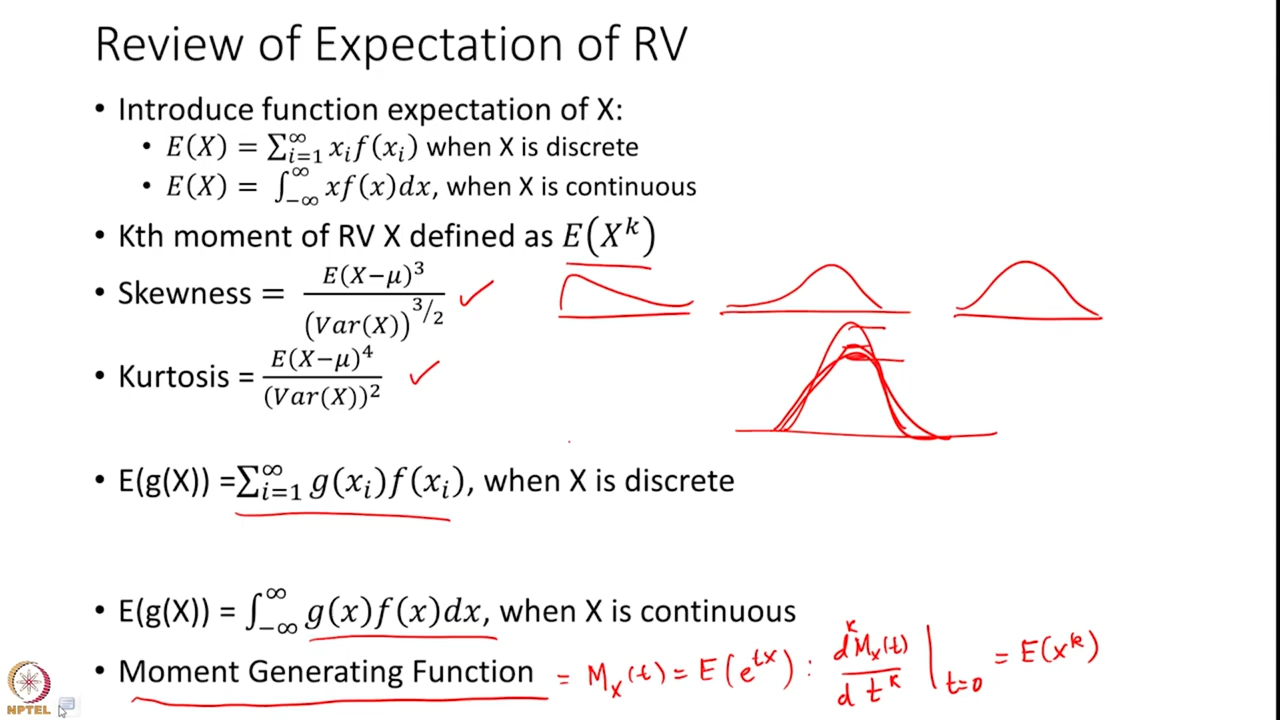 Review of Expectation of RV
• Introduce function expectation of X:
• E(X) = ∑_{i=1}^{∞} x_i f(x_i) when X is discrete
• E(X) = ∫_{-∞}^{∞} xf(x)dx, when X is continuous
• Kth moment of RV X defined as E(X^k)
• Skewness = E(X−μ)^3 / (Var(X))^{3/2} ✓
• Kurtosis = E(X−μ)^4 / (Var(X))^2 ✓
• E(g(X)) =∑_{i=1}^{∞} g(x_i)f(x_i), when X is discrete
• E(g(X)) = ∫_{-∞}^{∞} g(x)f(x)dx, when X is continuous
• Moment Generating Function = M_X(t) = E(e^{tx}) : d^k M_X(t) / d t^k |_{t=0} = E(x^k)
NPTEL